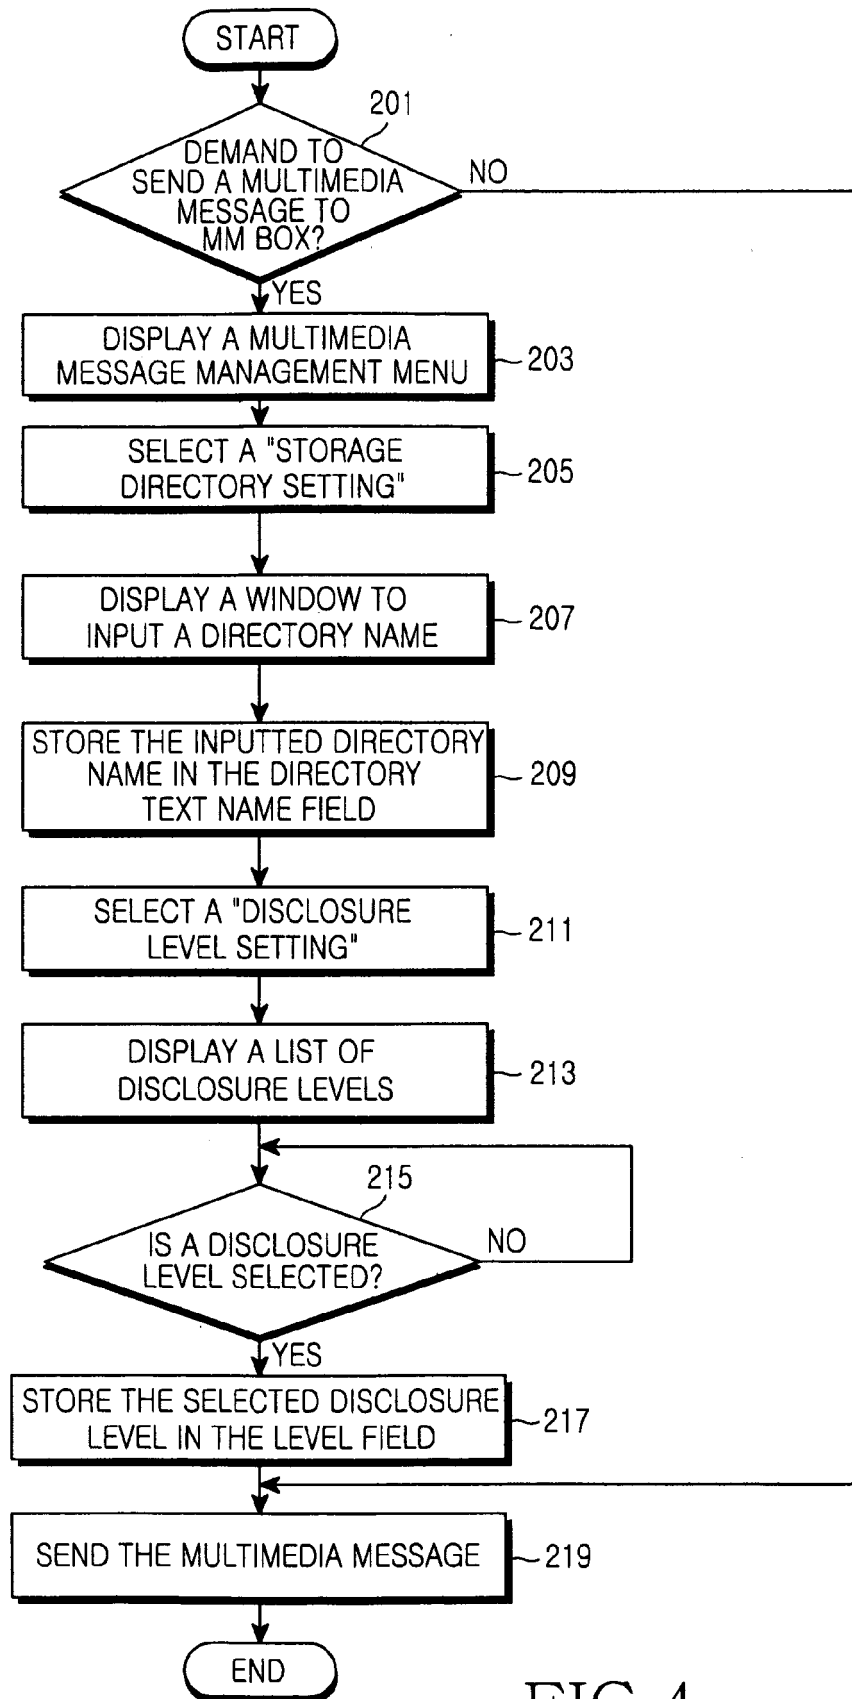 START
201
DEMAND TO
SEND A MULTIMEDIA
MESSAGE TO
MM BOX?
NO
YES
DISPLAY A MULTIMEDIA
MESSAGE MANAGEMENT MENU
203
SELECT A "STORAGE
DIRECTORY SETTING"
205
DISPLAY A WINDOW TO
INPUT A DIRECTORY NAME
207
STORE THE INPUTTED DIRECTORY
NAME IN THE DIRECTORY
TEXT NAME FIELD
209
SELECT A "DISCLOSURE
LEVEL SETTING"
211
DISPLAY A LIST OF
DISCLOSURE LEVELS
213
215
IS A DISCLOSURE
LEVEL SELECTED?
NO
YES
STORE THE SELECTED DISCLOSURE
LEVEL IN THE LEVEL FIELD
217
SEND THE MULTIMEDIA MESSAGE
219
END
FIG.4